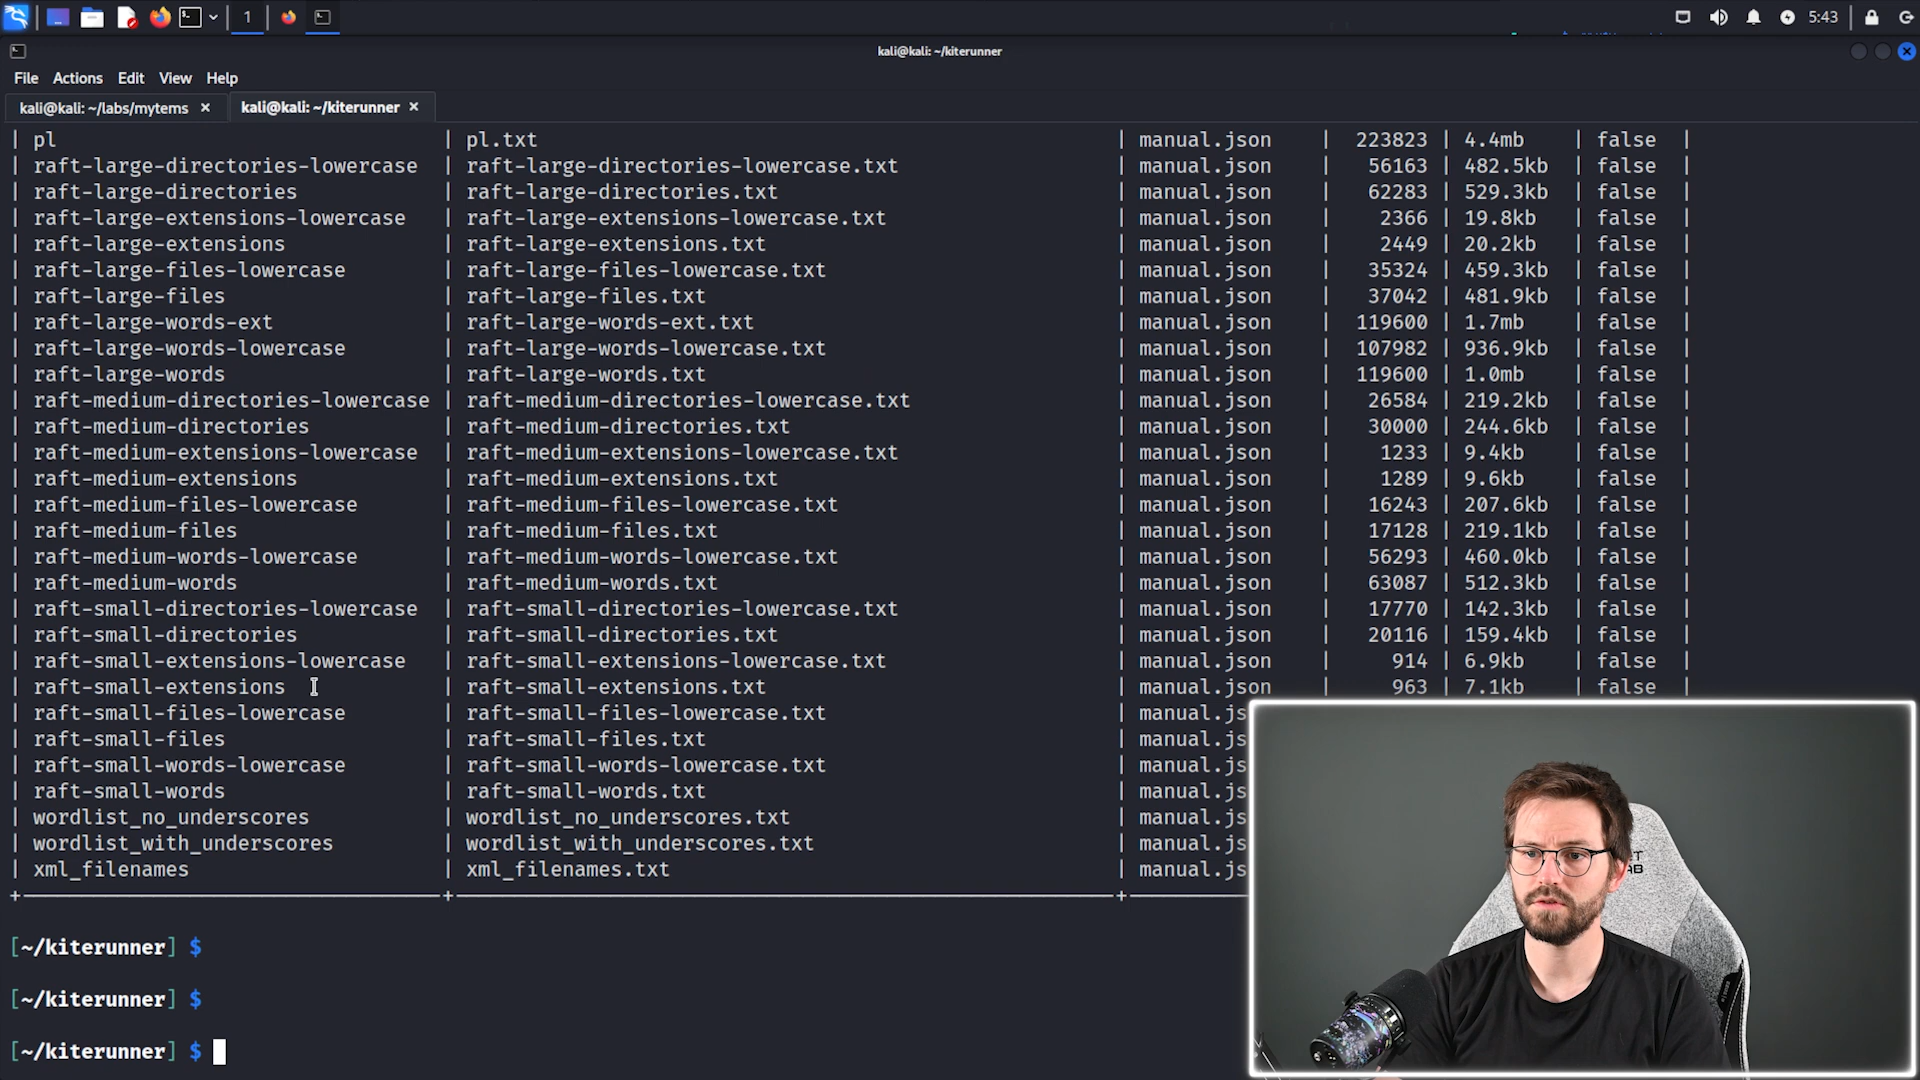 1
5:43
kali@kali: ~/kiterunner
File Actions Edit View Help
kali@kali: ~/labs/mytems × kali@kali: ~/kiterunner ×
| pl | pl.txt | manual.json | 223823 | 4.4mb | false |
| raft-large-directories-lowercase | raft-large-directories-lowercase.txt | manual.json | 56163 | 482.5kb | false |
| raft-large-directories | raft-large-directories.txt | manual.json | 62283 | 529.3kb | false |
| raft-large-extensions-lowercase | raft-large-extensions-lowercase.txt | manual.json | 2366 | 19.8kb | false |
| raft-large-extensions | raft-large-extensions.txt | manual.json | 2449 | 20.2kb | false |
| raft-large-files-lowercase | raft-large-files-lowercase.txt | manual.json | 35324 | 459.3kb | false |
| raft-large-files | raft-large-files.txt | manual.json | 37042 | 481.9kb | false |
| raft-large-words-ext | raft-large-words-ext.txt | manual.json | 119600 | 1.7mb | false |
| raft-large-words-lowercase | raft-large-words-lowercase.txt | manual.json | 107982 | 936.9kb | false |
| raft-large-words | raft-large-words.txt | manual.json | 119600 | 1.0mb | false |
| raft-medium-directories-lowercase | raft-medium-directories-lowercase.txt | manual.json | 26584 | 219.2kb | false |
| raft-medium-directories | raft-medium-directories.txt | manual.json | 30000 | 244.6kb | false |
| raft-medium-extensions-lowercase | raft-medium-extensions-lowercase.txt | manual.json | 1233 | 9.4kb | false |
| raft-medium-extensions | raft-medium-extensions.txt | manual.json | 1289 | 9.6kb | false |
| raft-medium-files-lowercase | raft-medium-files-lowercase.txt | manual.json | 16243 | 207.6kb | false |
| raft-medium-files | raft-medium-files.txt | manual.json | 17128 | 219.1kb | false |
| raft-medium-words-lowercase | raft-medium-words-lowercase.txt | manual.json | 56293 | 460.0kb | false |
| raft-medium-words | raft-medium-words.txt | manual.json | 63087 | 512.3kb | false |
| raft-small-directories-lowercase | raft-small-directories-lowercase.txt | manual.json | 17770 | 142.3kb | false |
| raft-small-directories | raft-small-directories.txt | manual.json | 20116 | 159.4kb | false |
| raft-small-extensions-lowercase | raft-small-extensions-lowercase.txt | manual.json | 914 | 6.9kb | false |
| raft-small-extensions | raft-small-extensions.txt | manual.json | 963 | 7.1kb | false |
| raft-small-files-lowercase | raft-small-files-lowercase.txt | manual.js
| raft-small-files | raft-small-files.txt | manual.js
| raft-small-words-lowercase | raft-small-words-lowercase.txt | manual.js
| raft-small-words | raft-small-words.txt | manual.js
| wordlist_no_underscores | wordlist_no_underscores.txt | manual.js
| wordlist_with_underscores | wordlist_with_underscores.txt | manual.js
| xml_filenames | xml_filenames.txt | manual.js
[~/kiterunner] $
[~/kiterunner] $
[~/kiterunner] $